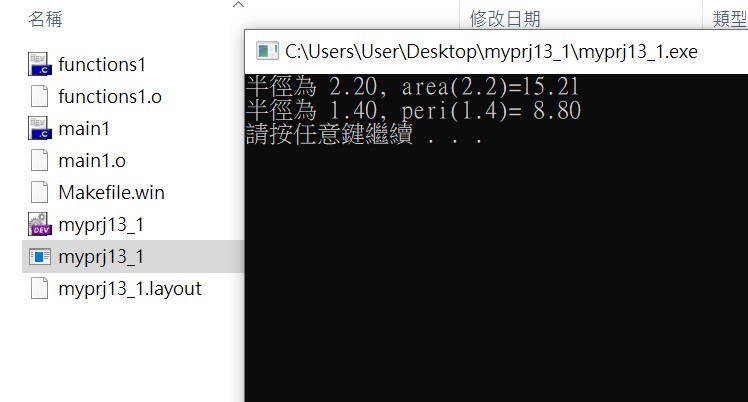 名稱
修改日期
類型
functions1
functions1.o
main1
main1.o
Makefile.win
myprj13_1
myprj13_1
myprj13_1.layout
C:\Users\User\Desktop\myprj13_1\myprj13_1.exe
半徑為 2.20, area(2.2)=15.21
半徑為 1.40, peri(1.4)= 8.80
請按任意鍵繼續 . . .